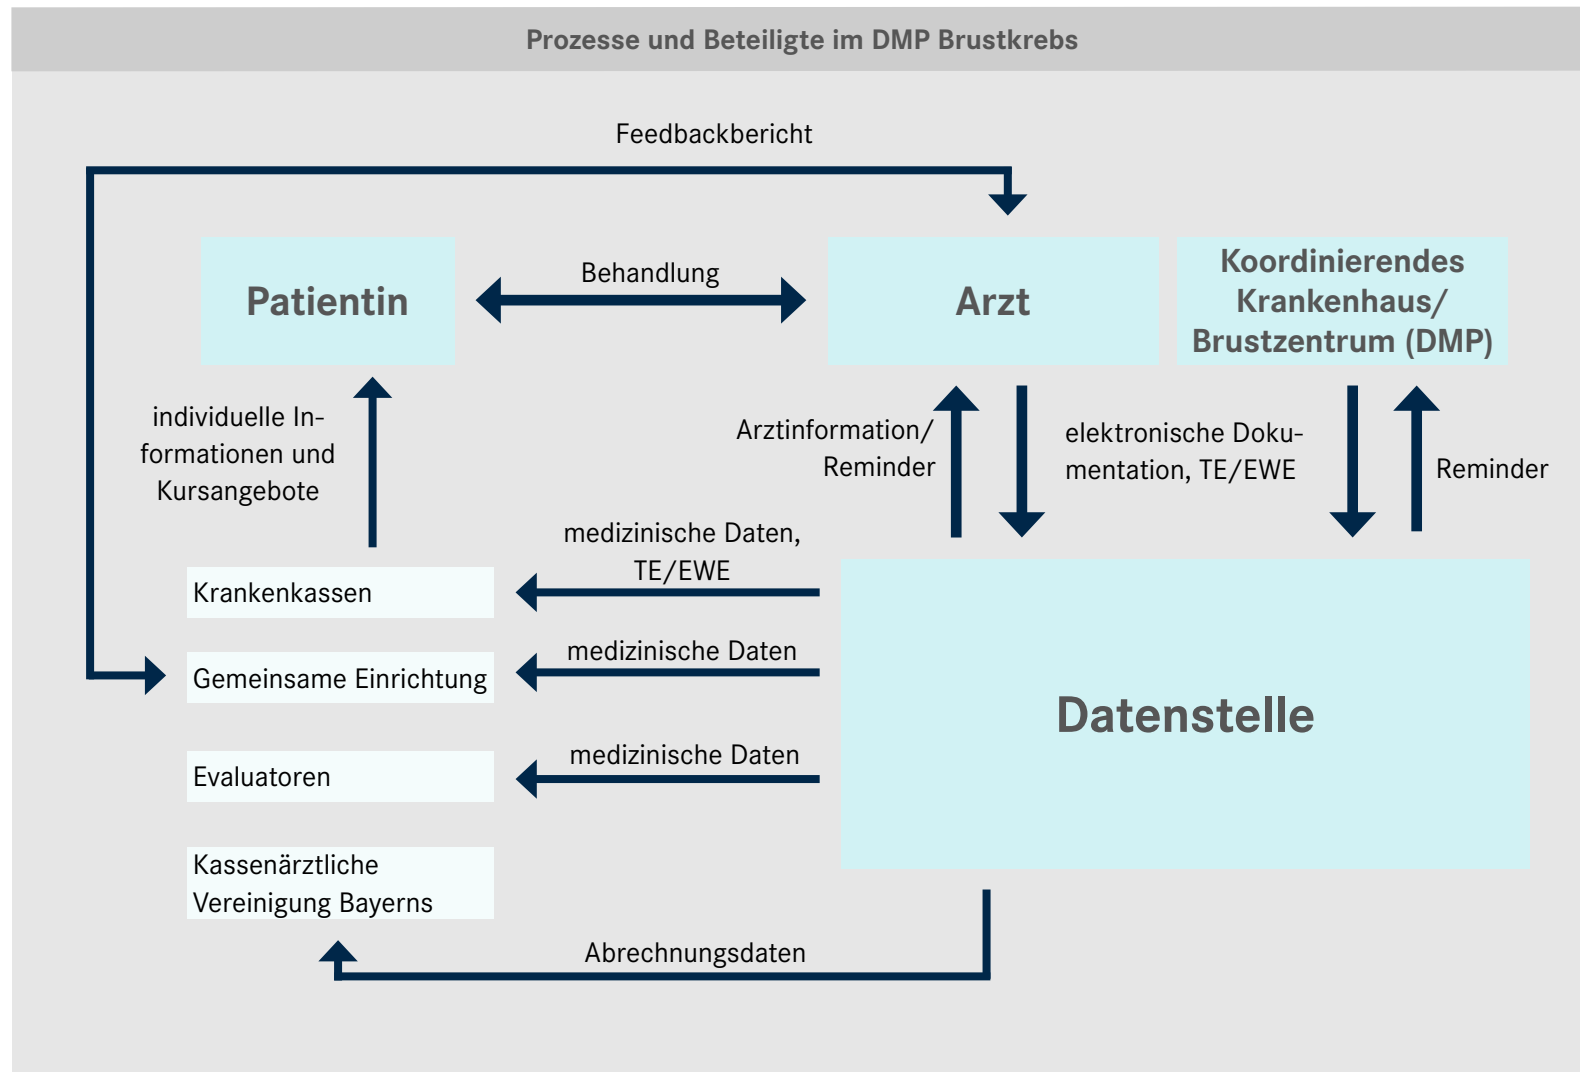 Prozesse und Beteiligte im DMP Brustkrebs
Feedbackbericht
Patientin
Behandlung
Arzt
Koordinierendes
Krankenhaus/
Brustzentrum (DMP)
individuelle In-
formationen und
Kursangebote
Arztinformation/
Reminder
elektronische Doku-
mentation, TE/EWE
Reminder
medizinische Daten,
TE/EWE
Krankenkassen
medizinische Daten
Gemeinsame Einrichtung
Datenstelle
medizinische Daten
Evaluatoren
Kassenärztliche
Vereinigung Bayerns
Abrechnungsdaten